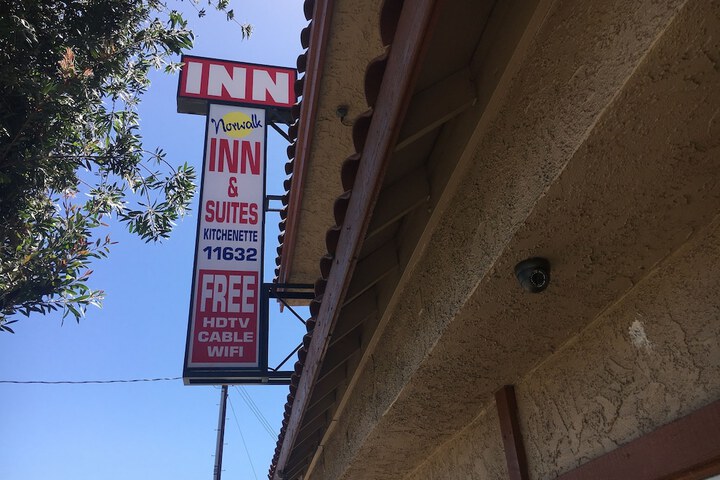 INN
Norwalk
INN
&
SUITES
KITCHENETTE
11632
FREE
HDTV
CABLE
WIFI